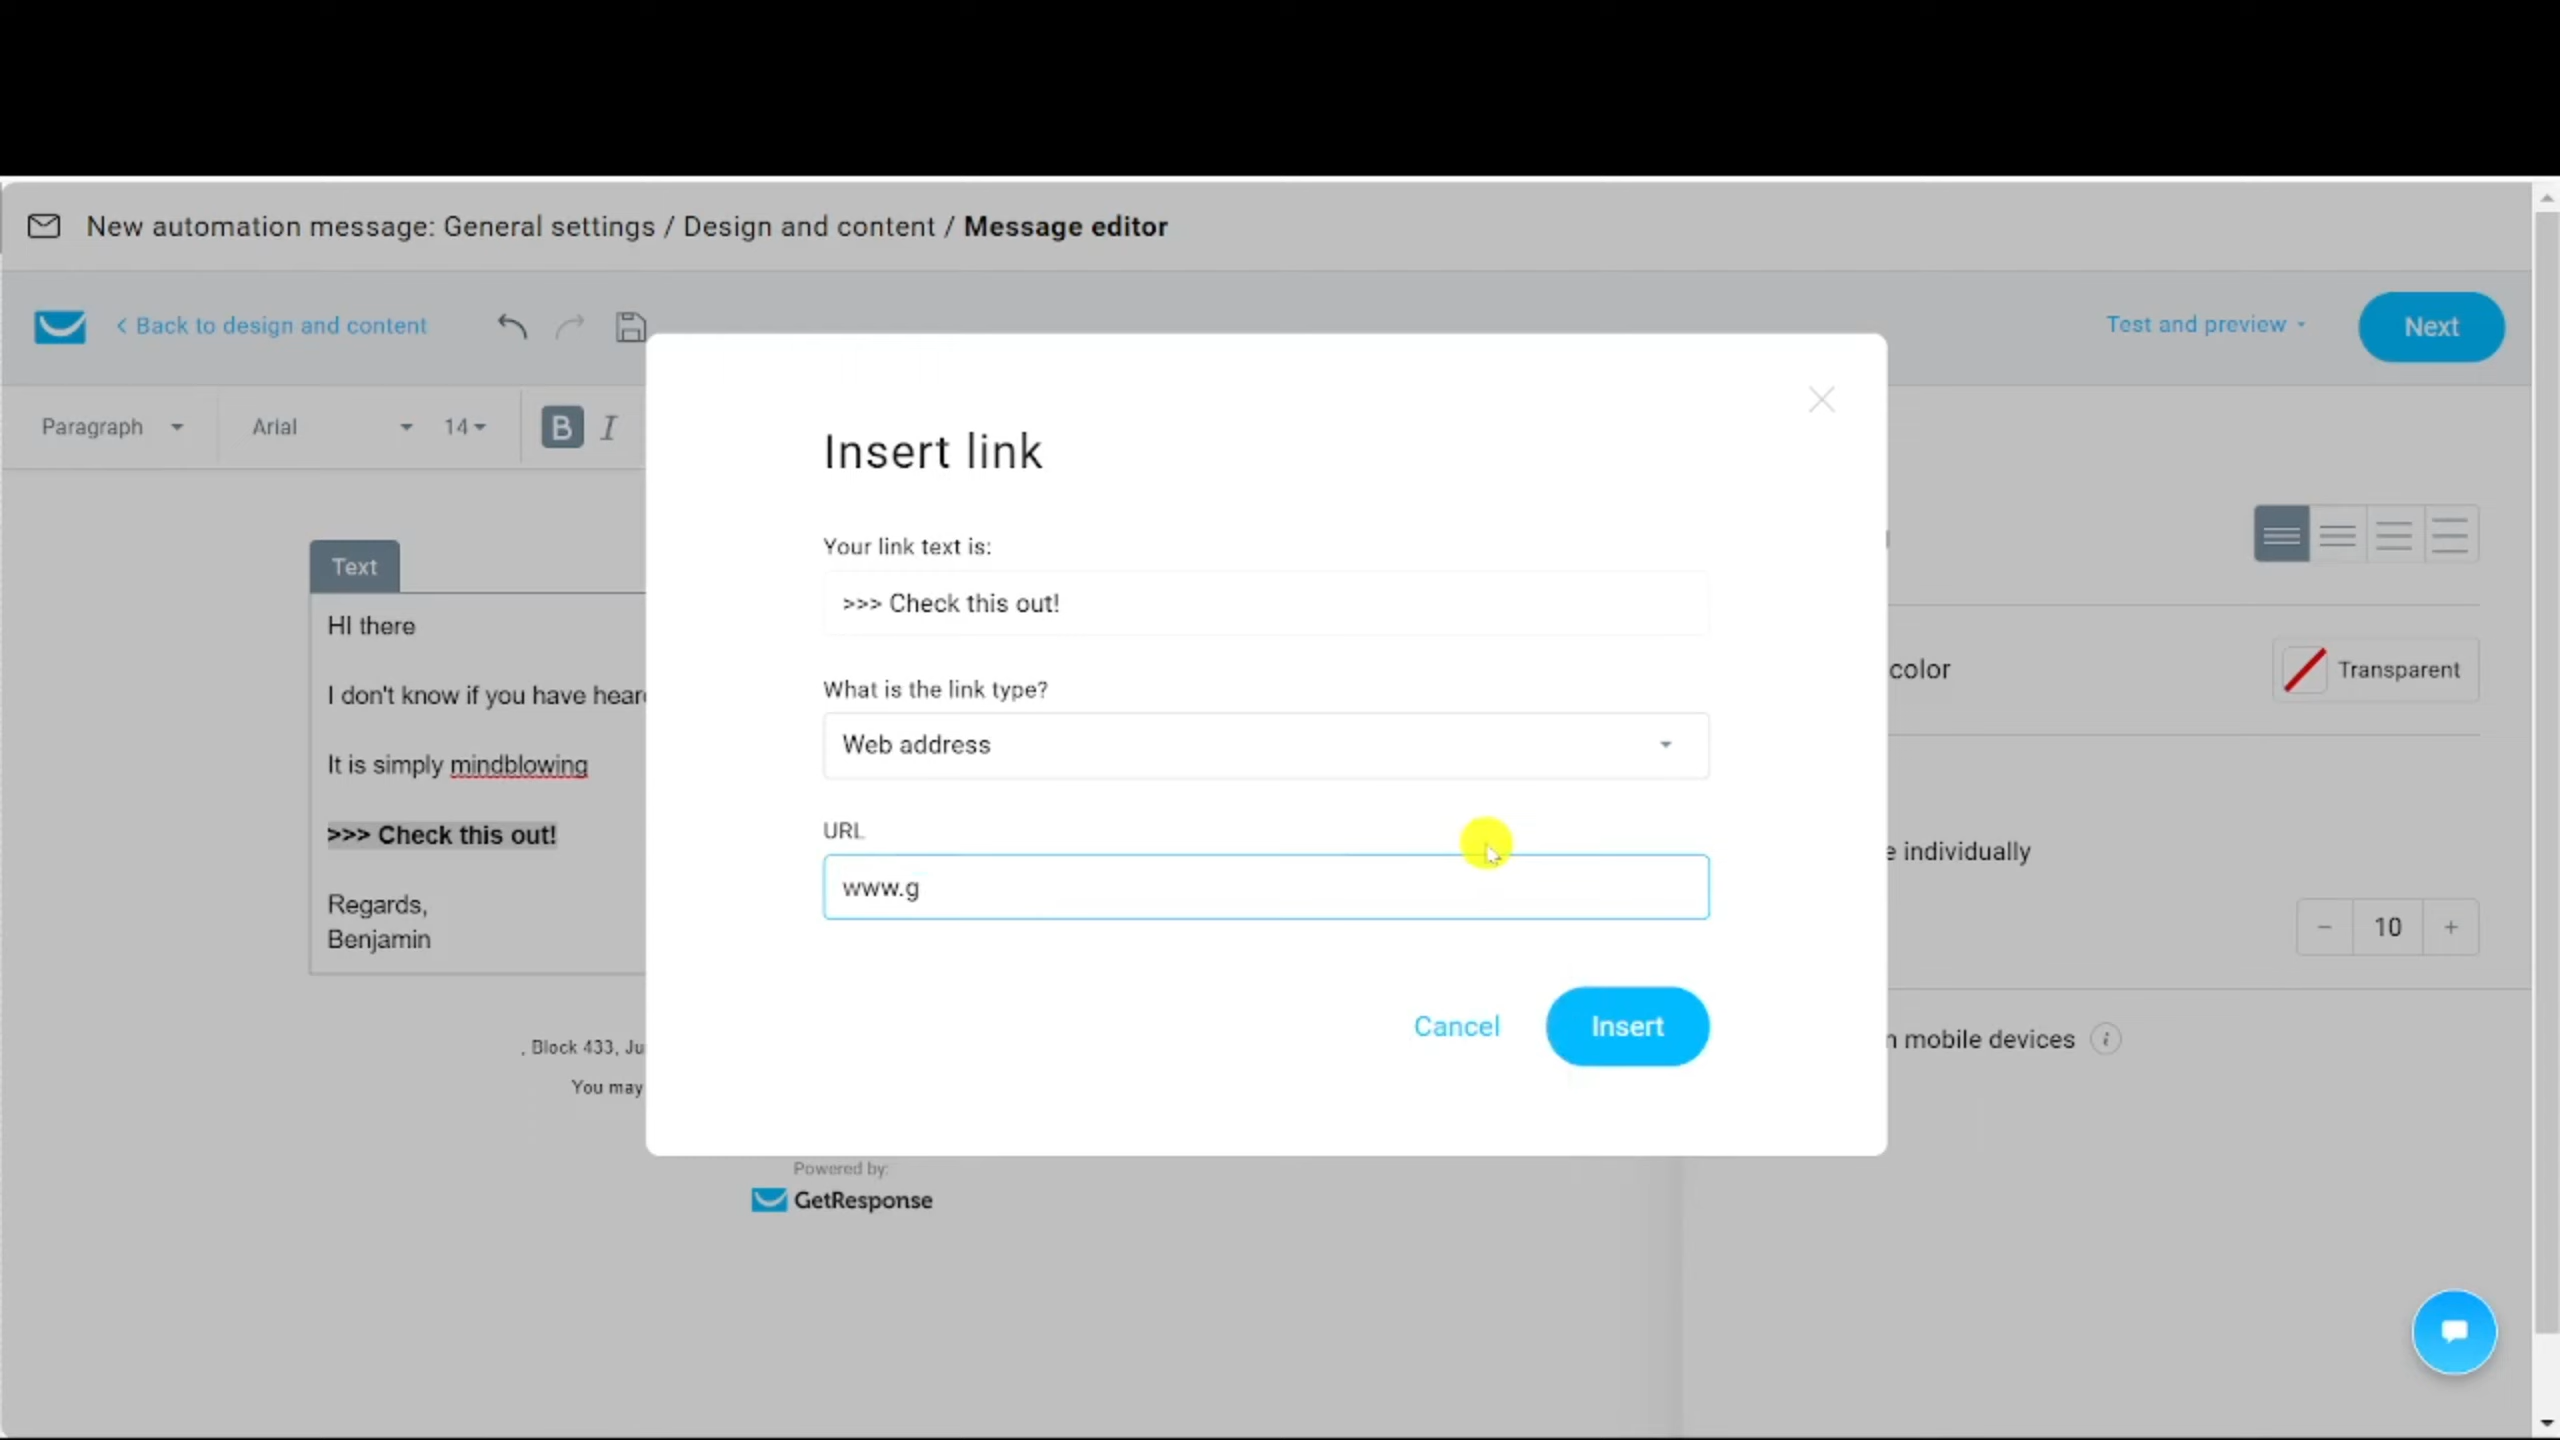 New automation message: General settings / Design and content / Message editor
< Back to design and content
Test and preview
Next
Paragraph
Arial
14
B
I
Insert link
Your link text is:
>>> Check this out!
What is the link type?
Web address
URL
www.g
Cancel
Insert
Text
HI there
I don't know if you have
It is simply mindblowing
>>> Check this out!
Regards,
Benjamin
, Block 433,
You may
Powered by:
GetResponse
color
Transparent
individually
10
mobile devices
i